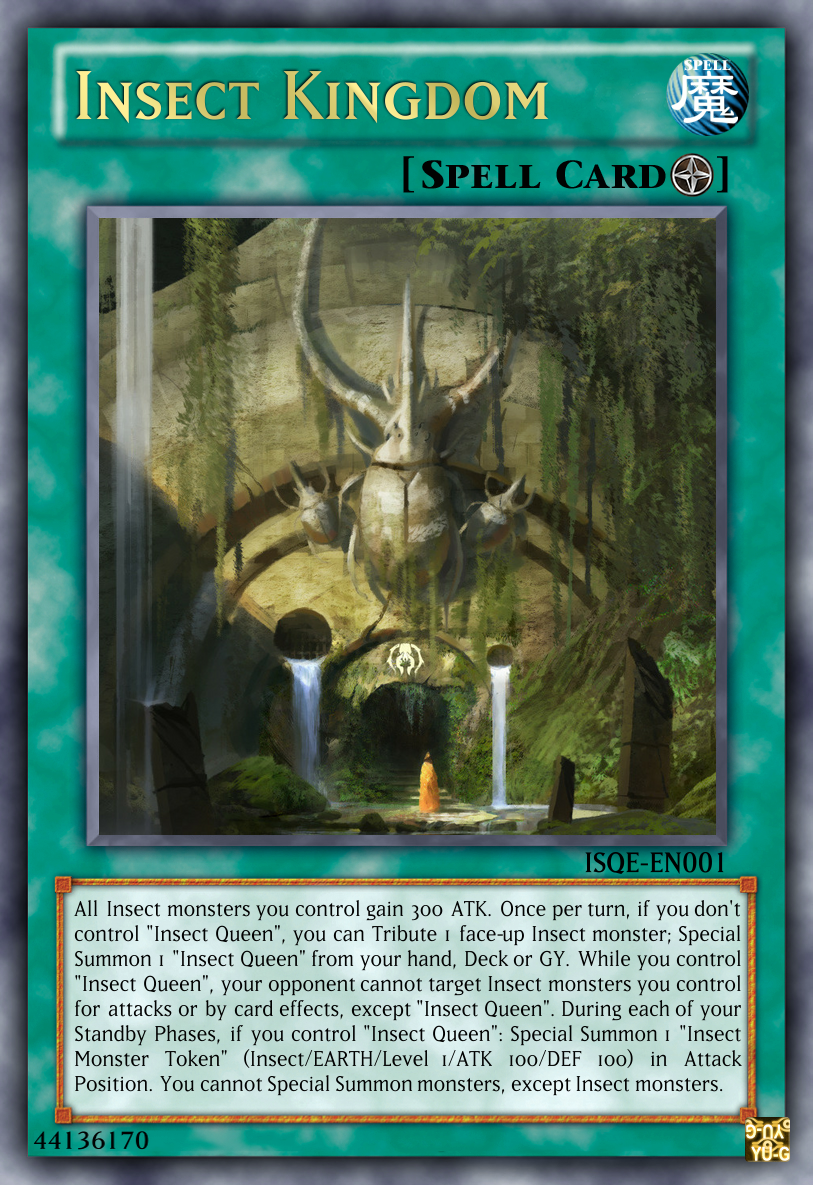 Insect Kingdom
SPELL
魔
[Spell Card]
ISQE-EN001
All Insect monsters you control gain 300 ATK. Once per turn, if you don't
control "Insect Queen", you can Tribute 1 face-up Insect monster; Special
Summon 1 "Insect Queen" from your hand, Deck or GY. While you control
"Insect Queen", your opponent cannot target Insect monsters you control
for attacks or by card effects, except "Insect Queen". During each of your
Standby Phases, if you control "Insect Queen": Special Summon 1 "Insect
Monster Token" (Insect/EARTH/Level 1/ATK 100/DEF 100) in Attack
Position. You cannot Special Summon monsters, except Insect monsters.
44136170
YU-G